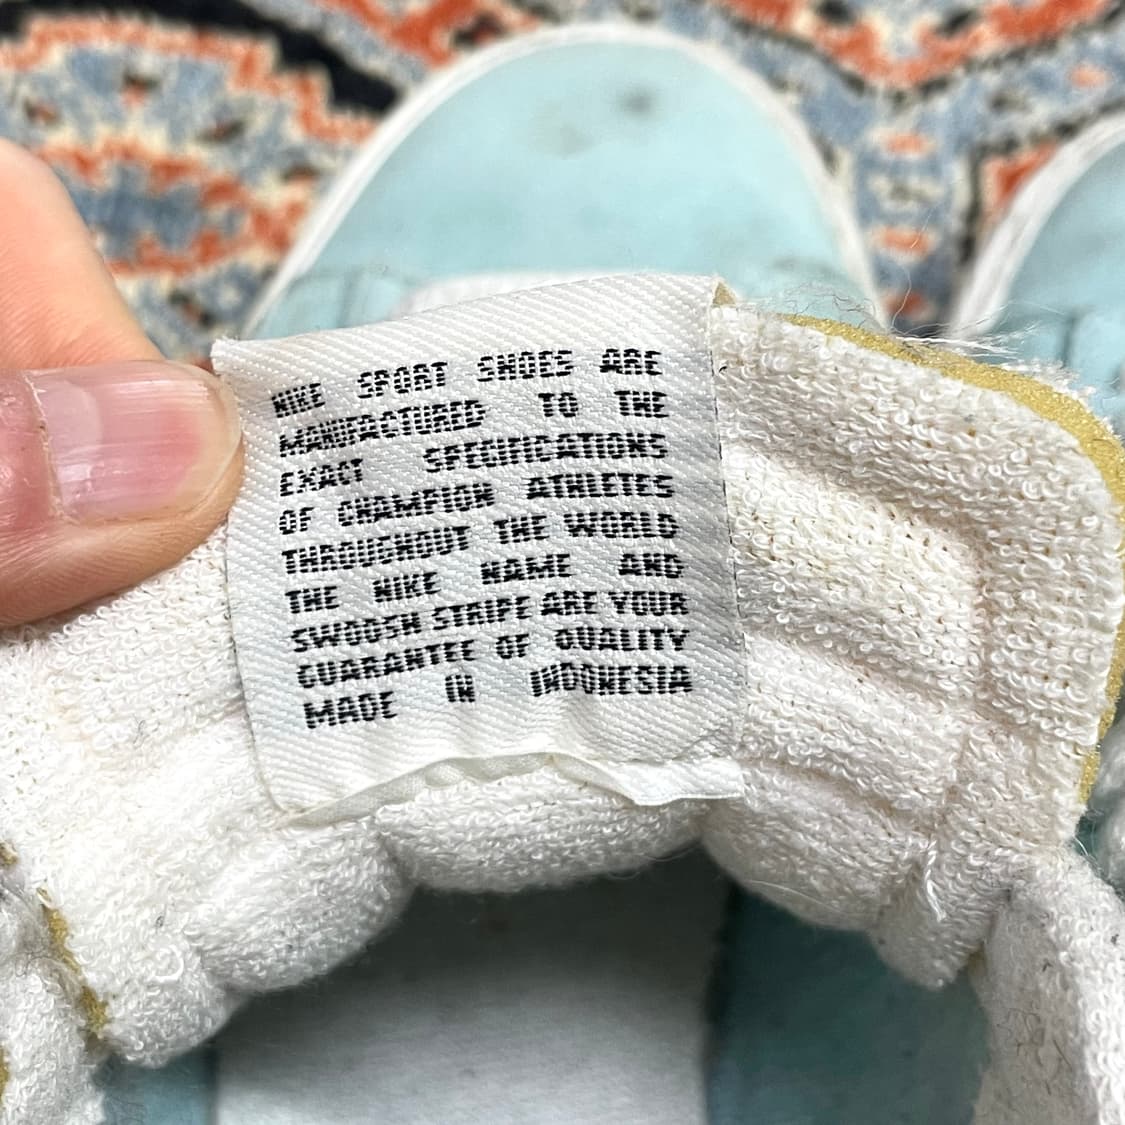 NIKE SPORT SHOES ARE
MANUFACTURED TO THE
EXACT SPECIFICATIONS
OF CHAMPION ATHLETES
THROUGHOUT THE WORLD
THE NIKE NAME AND
SWOOSH STRIPE ARE YOUR
GUARANTEE OF QUALITY
MADE IN INDONESIA